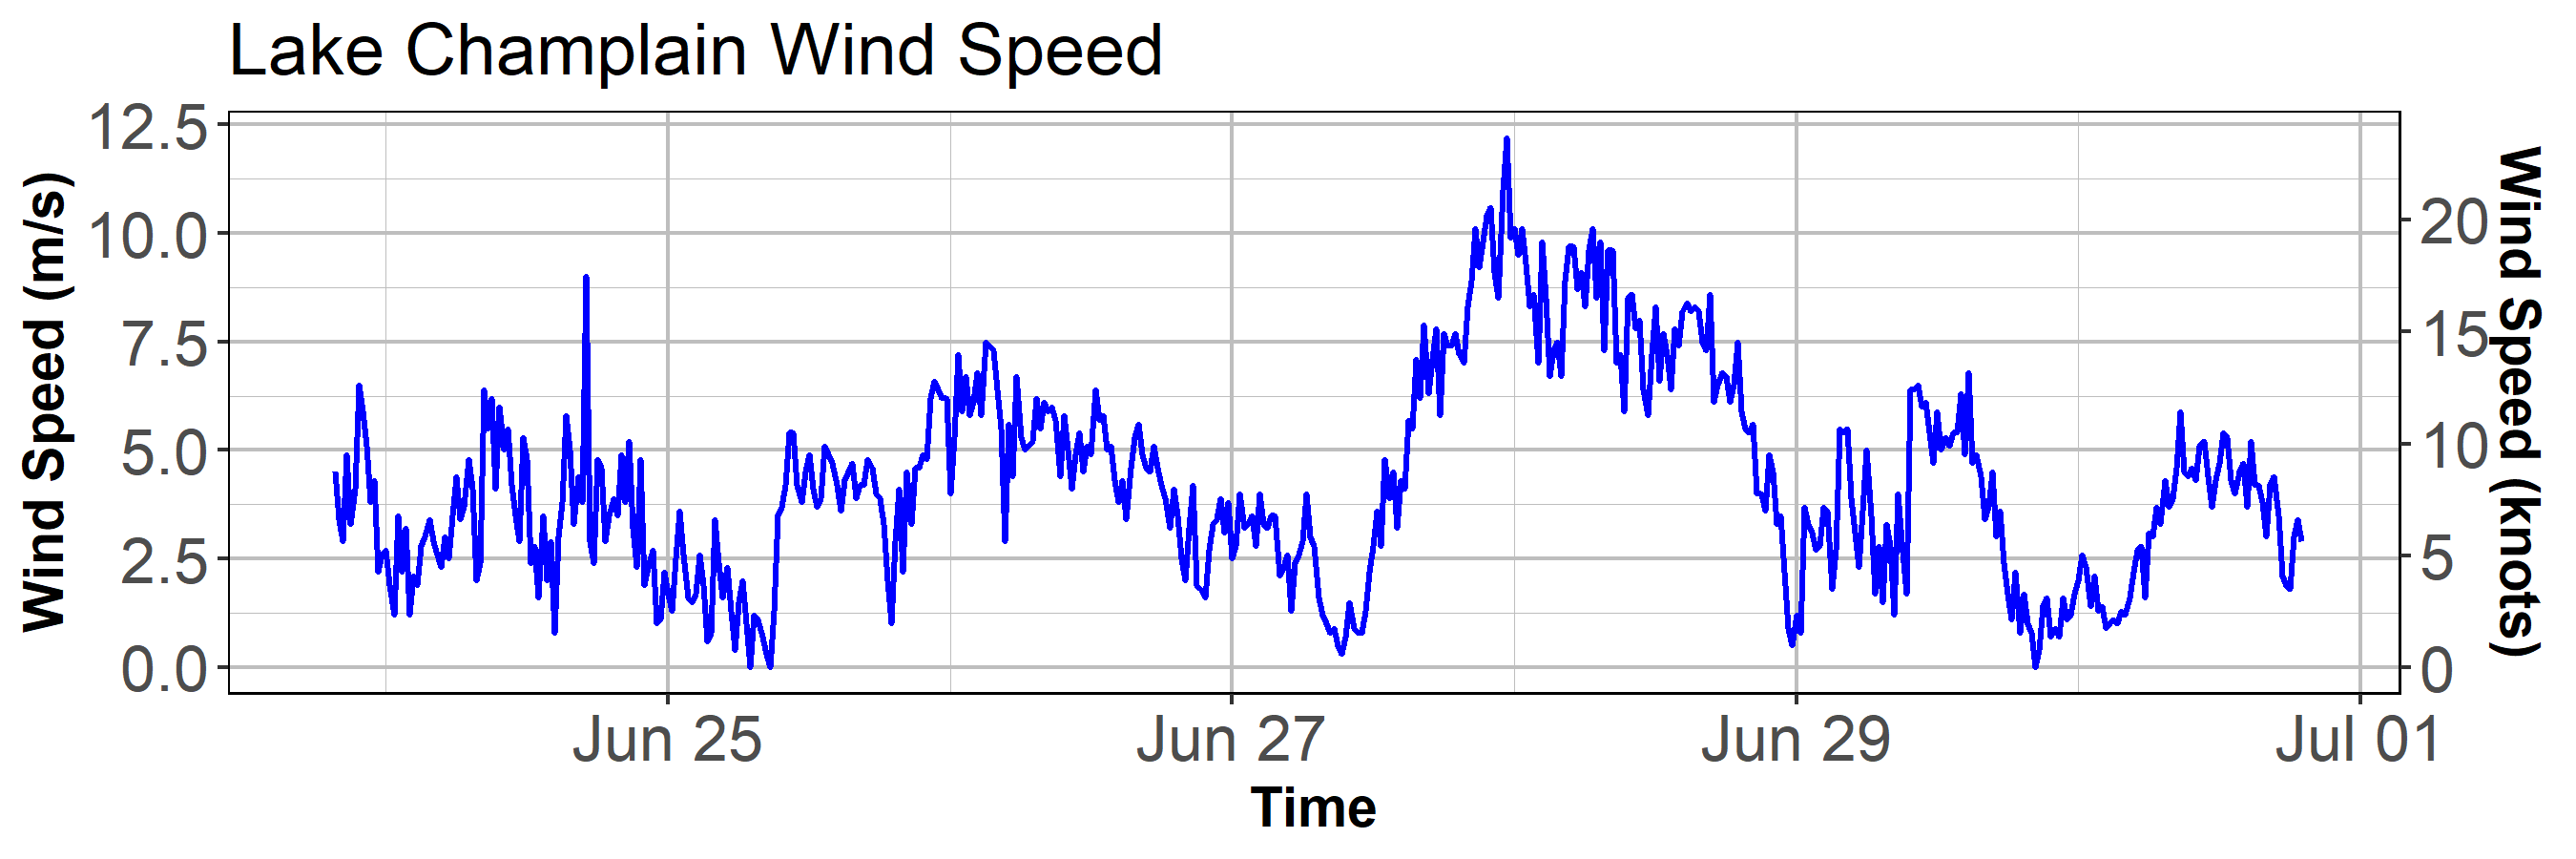 Lake Champlain Wind Speed
Wind Speed (m/s)
12.5
10.0
7.5
5.0
2.5
0.0
20
15
10
5
0
Wind Speed (knots)
Jun 25
Jun 27
Jun 29
Jul 01
Time